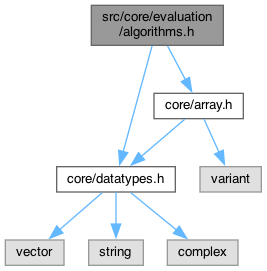 src/core/evaluation
/algorithms.h
core/array.h
core/datatypes.h
variant
vector
string
complex